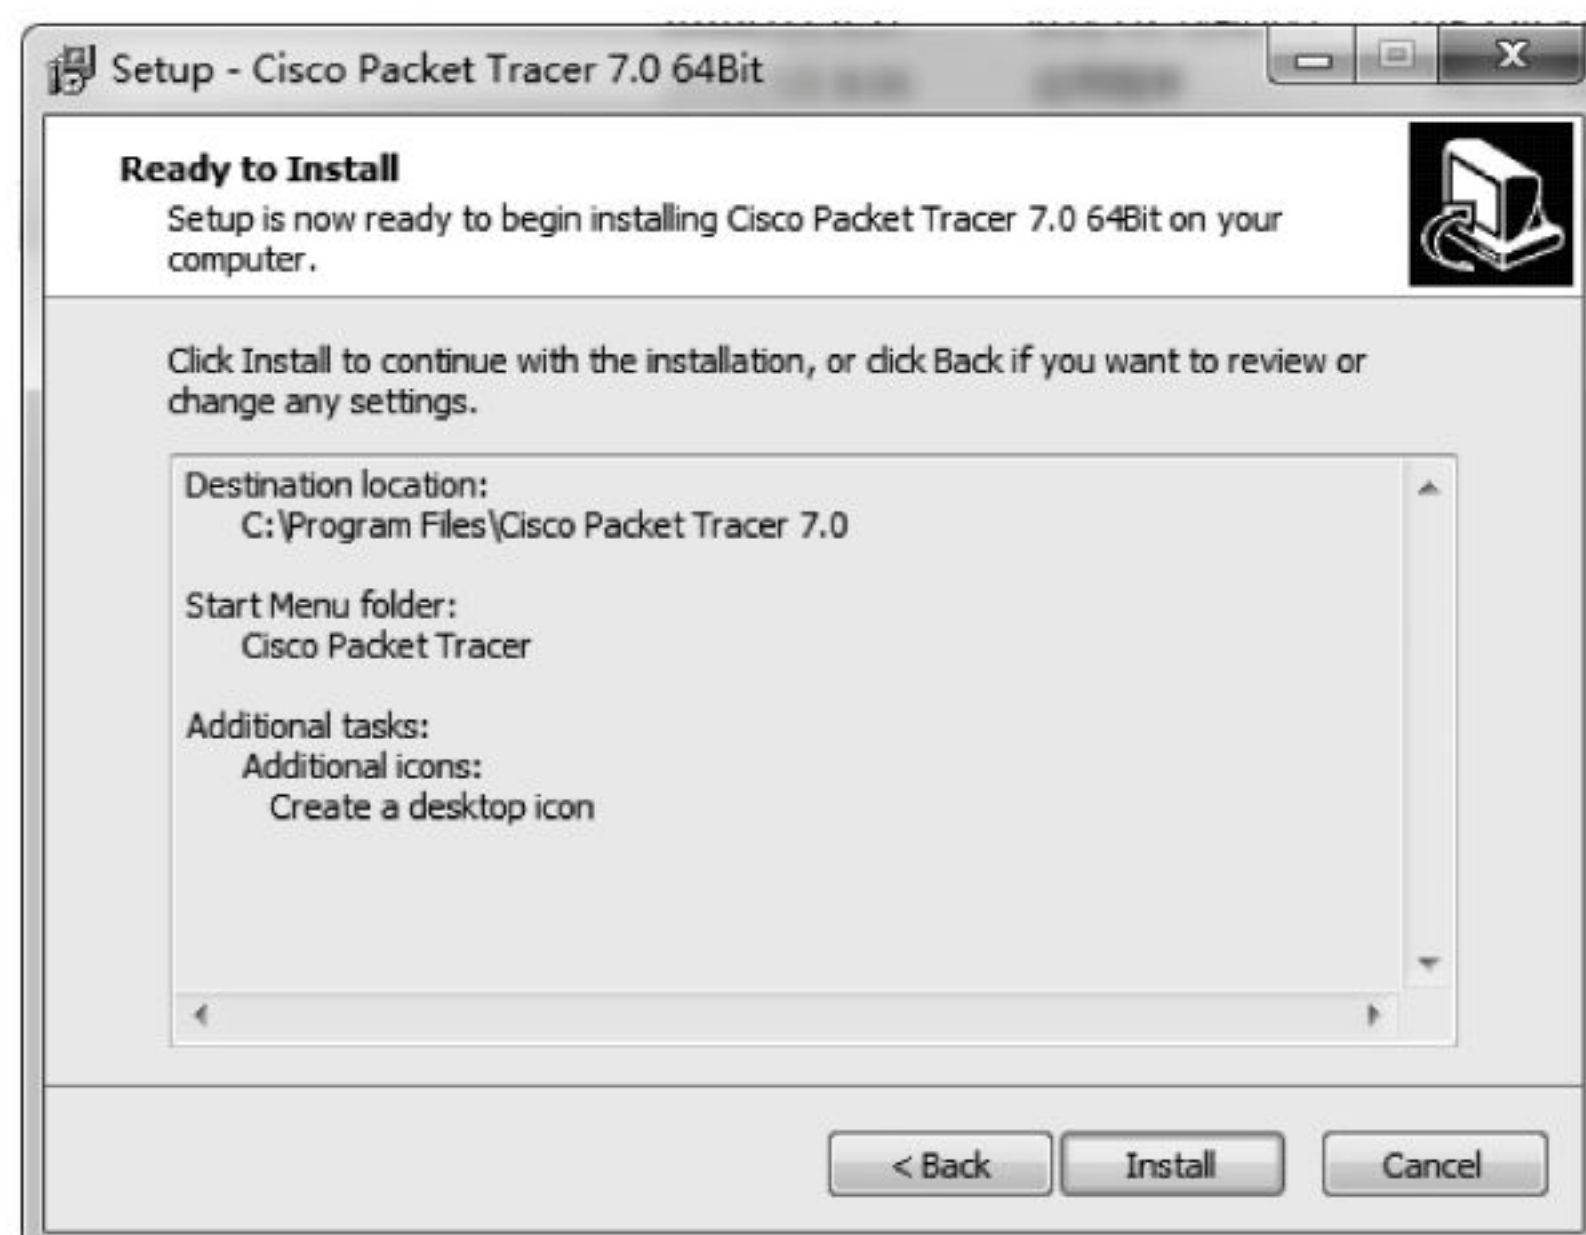 Setup - Cisco Packet Tracer 7.0 64Bit
Ready to Install
Setup is now ready to begin installing Cisco Packet Tracer 7.0 64Bit on your
computer.
Click Install to continue with the installation, or click Back if you want to review or
change any settings.
Destination location:
C:\Program Files\Cisco Packet Tracer 7.0
Start Menu folder:
Cisco Packet Tracer
Additional tasks:
Additional icons:
Create a desktop icon
< Back
Install
Cancel